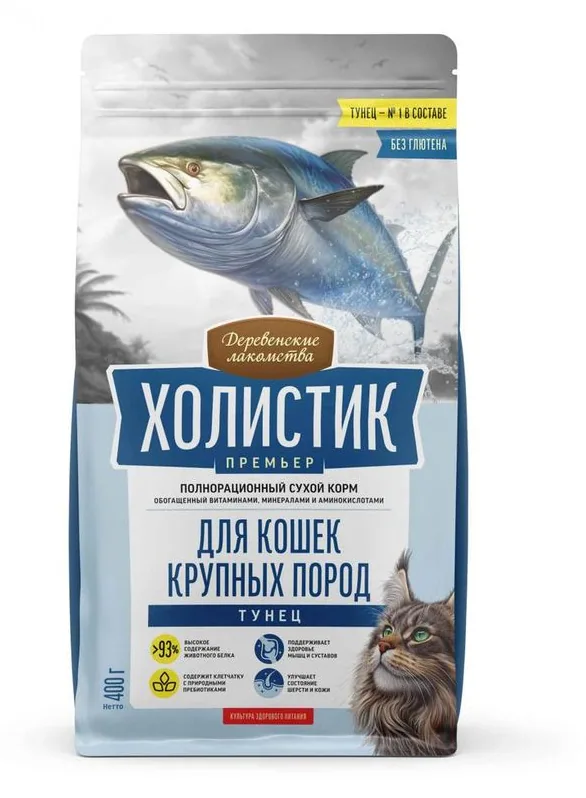 ТУНЕЦ – № 1 В СОСТАВЕ
БЕЗ ГЛЮТЕНА
Деревенские
лакомства
ХОЛИСТИК
ПРЕМЬЕР
ПОЛНОРАЦИОННЫЙ СУХОЙ КОРМ
ОБОГАЩЕННЫЙ ВИТАМИНАМИ, МИНЕРАЛАМИ И АМИНОКИСЛОТАМИ
ДЛЯ КОШЕК
КРУПНЫХ ПОРОД
ТУНЕЦ
>93%
ВЫСОКОЕ
СОДЕРЖАНИЕ
ЖИВОТНОГО БЕЛКА
ПОДДЕРЖИВАЕТ
ЗДОРОВЬЕ
МЫШЦ И СУСТАВОВ
СОДЕРЖИТ КЛЕТЧАТКУ
С ПРИРОДНЫМИ
ПРЕБИОТИКАМИ
УЛУЧШАЕТ
СОСТОЯНИЕ
ШЕРСТИ И КОЖИ
Нетто 400 г
КУЛЬТУРА ЗДОРОВОГО ПИТАНИЯ